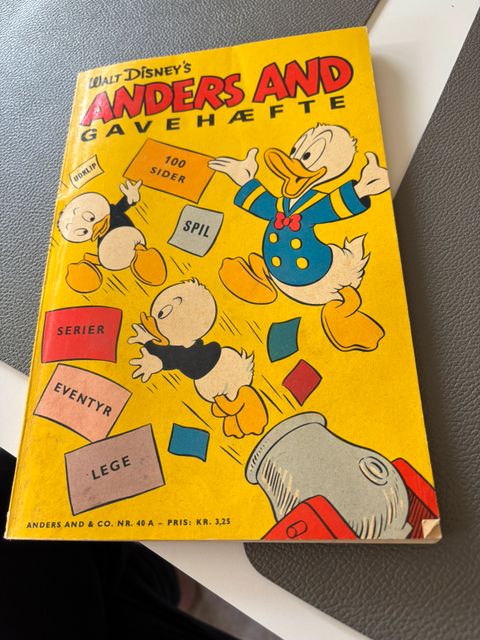 WALT DISNEY'S
ANDERS AND
GAVEHÆFTE
UDKLIP
100
SIDER
SPIL
SERIER
EVENTYR
LEGE
ANDERS AND & CO. NR. 40 A – PRIS: KR. 3,25